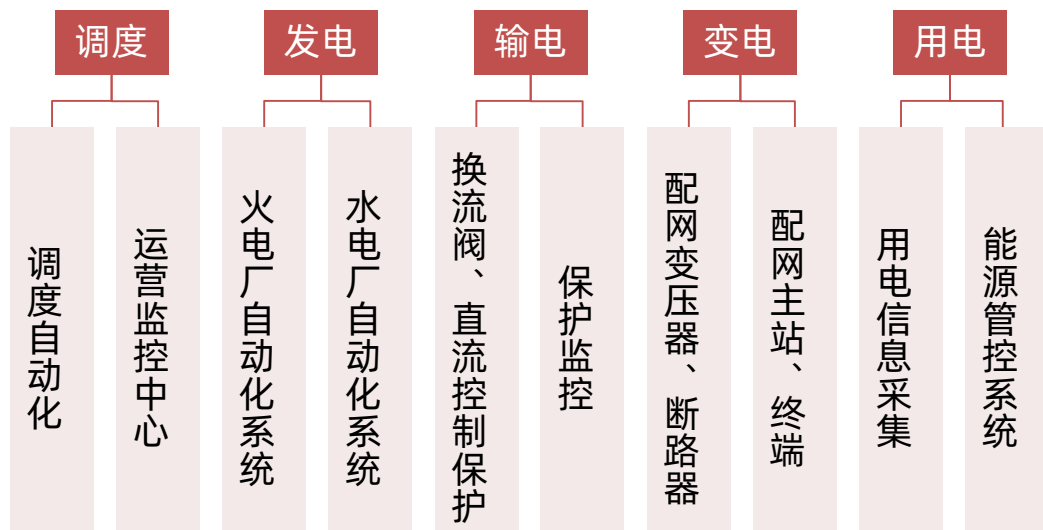 调度
发电
输电
变电
用电
调度自动化
运营监控中心
火电厂自动化系统
水电厂自动化系统
换流阀、直流控制保护
保护监控
配网变压器、断路器
配网主站、终端
用电信息采集
能源管控系统